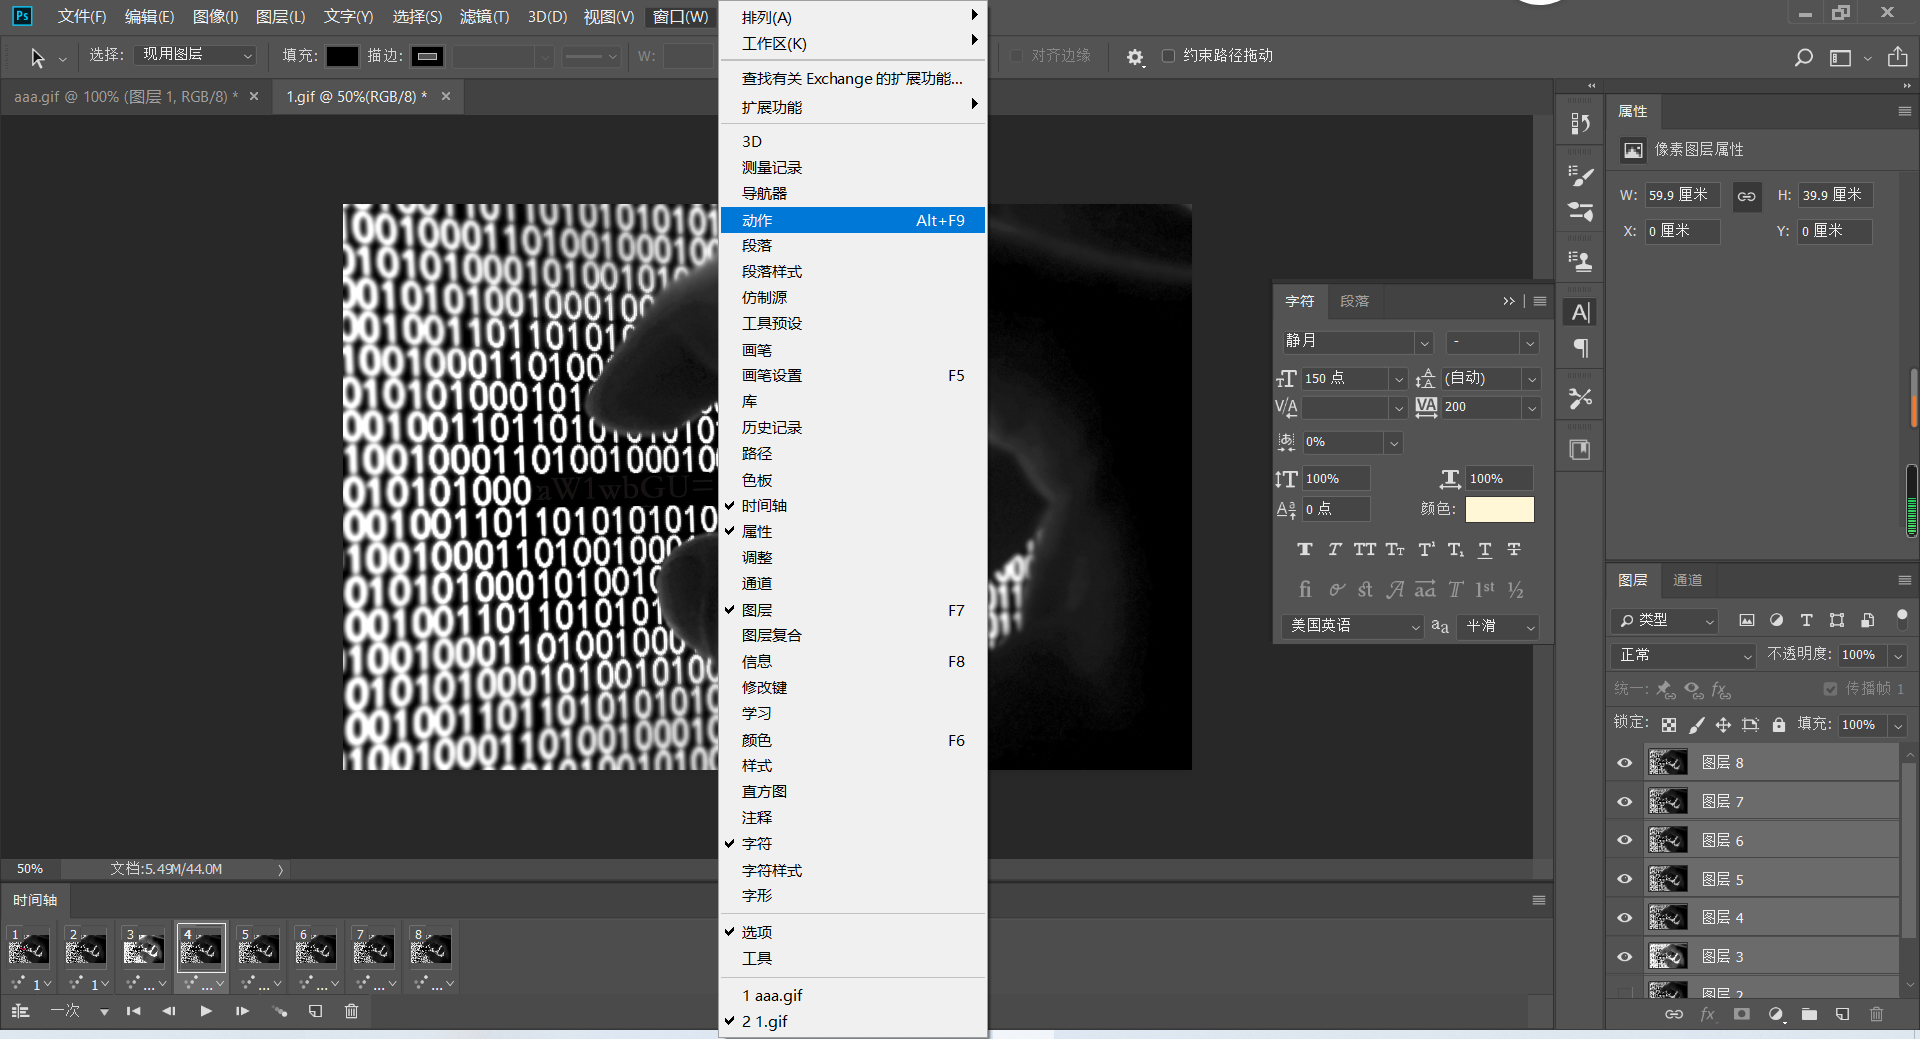 Ps 文件(F) 编辑(E) 图像(I) 图层(L) 文字(Y) 选择(S) 滤镜(T) 3D(D) 视图(V) 窗口(W)
选择: 现用图层 填充: 描边: W: 对齐边缘 约束路径拖动
aaa.gif @ 100% (图层 1, RGB/8) * ×
1.gif @ 50%(RGB/8) * ×
排列(A)
工作区(K)
查找有关 Exchange 的扩展功能...
扩展功能
3D
测量记录
导航器
动作 Alt+F9
段落
段落样式
仿制源
工具预设
画笔
画笔设置 F5
库
历史记录
路径
色板
时间轴
属性
调整
通道
图层 F7
图层复合
信息 F8
修改键
学习
颜色 F6
样式
直方图
注释
字符
字符样式
字形
选项
工具
1 aaa.gif
2 1.gif
aW1wbGU=
字符 段落
静月 -
150 点 (自动)
V/A VA 200
0%
100% 100%
0 点 颜色:
T T TT Tт T¹ T₁ T T
fi st A aa T 1st ½
美国英语 aa 平滑
属性
像素图层属性
W: 59.9 厘米 H: 39.9 厘米
X: 0 厘米 Y: 0 厘米
图层 通道
类型
正常 不透明度: 100%
统一: 传播帧 1
锁定: 填充: 100%
图层 8
图层 7
图层 6
图层 5
图层 4
图层 3
图层 2
fx
50% 文档:5.49M/44.0M
时间轴
1 2 3 4 5 6 7 8
1 1 ... ... ... ... ... ...
一次